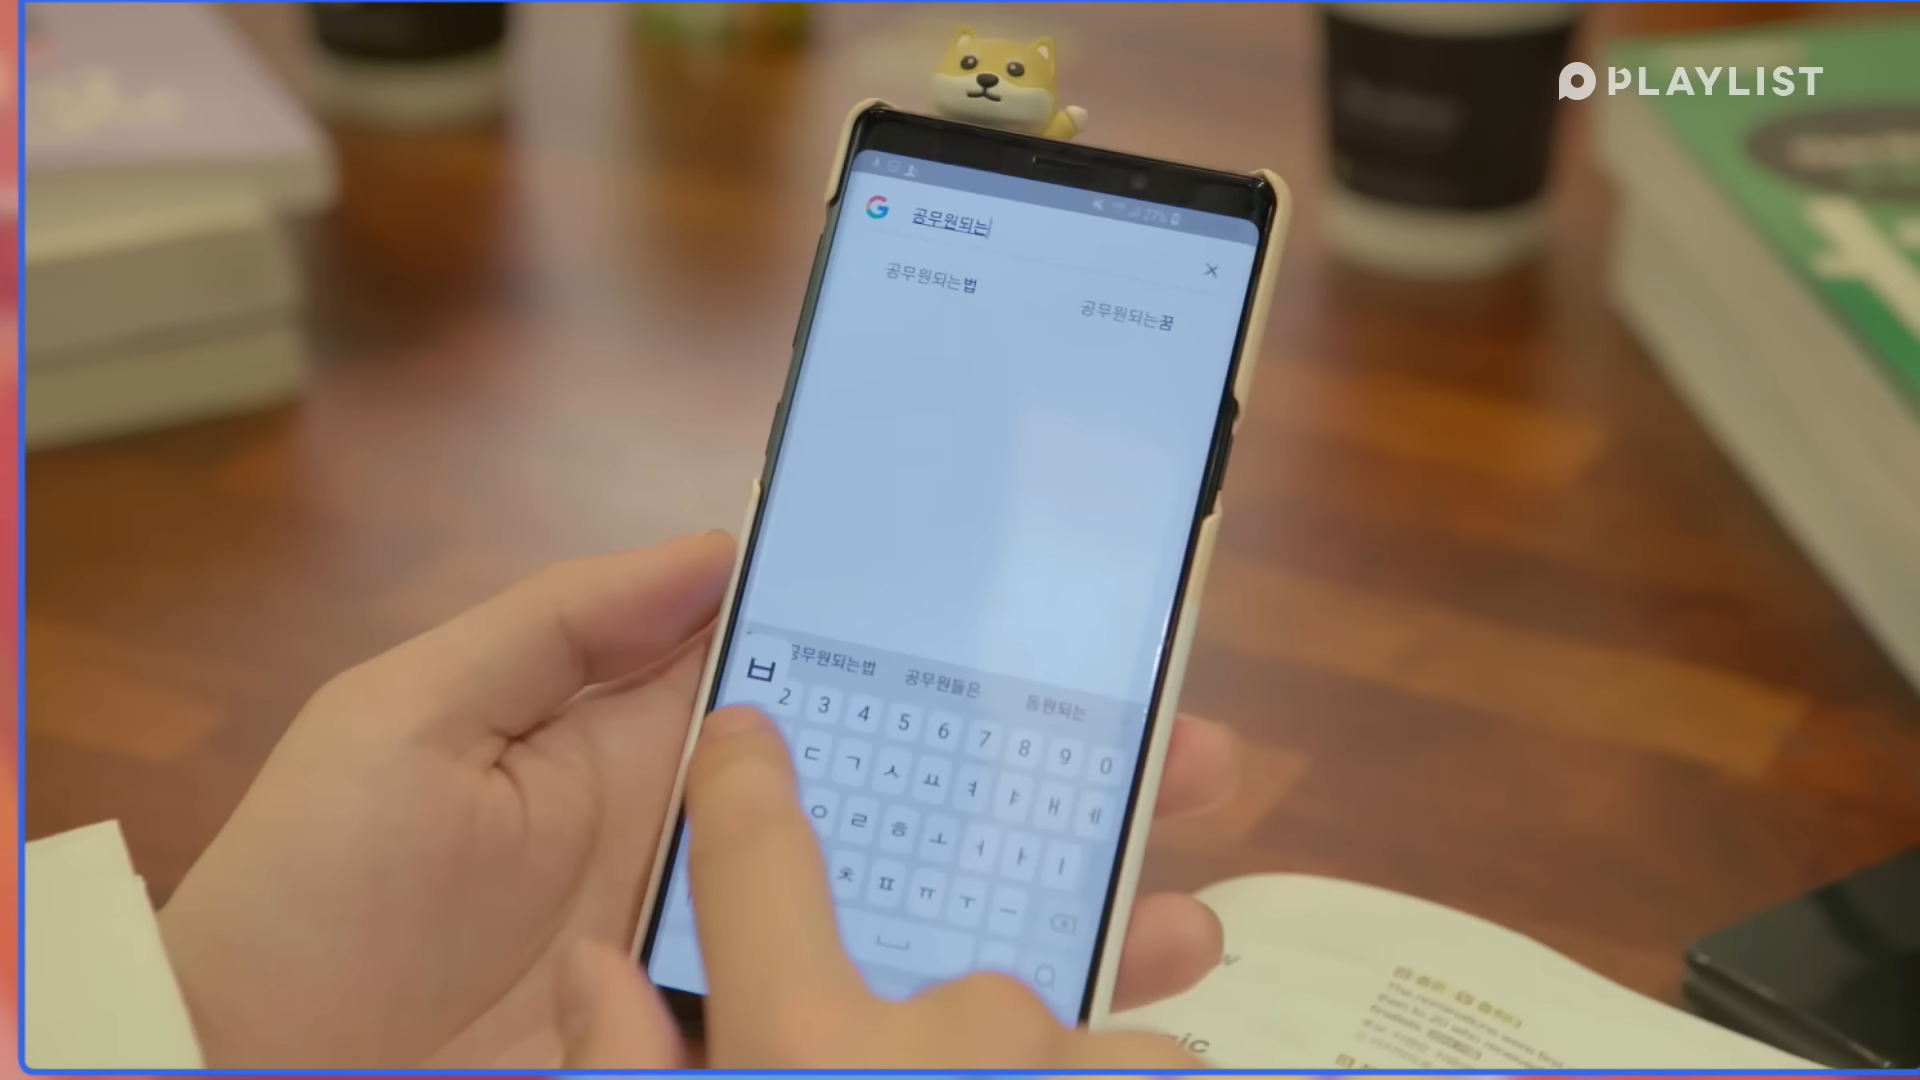 PLAYLIST
27%
G 공무원되는
×
공무원되는법
공무원되는꿈
공무원되는법 공무원들은 동원되는
ㅂ
2 3 4 5 6 7 8 9 0
ㄷ ㄱ ㅅ ㅛ ㅕ ㅑ ㅐ ㅔ
ㅇ ㄹ ㅎ ㅗ ㅓ ㅏ ㅣ
ㅊ ㅍ ㅠ ㅜ ㅡ